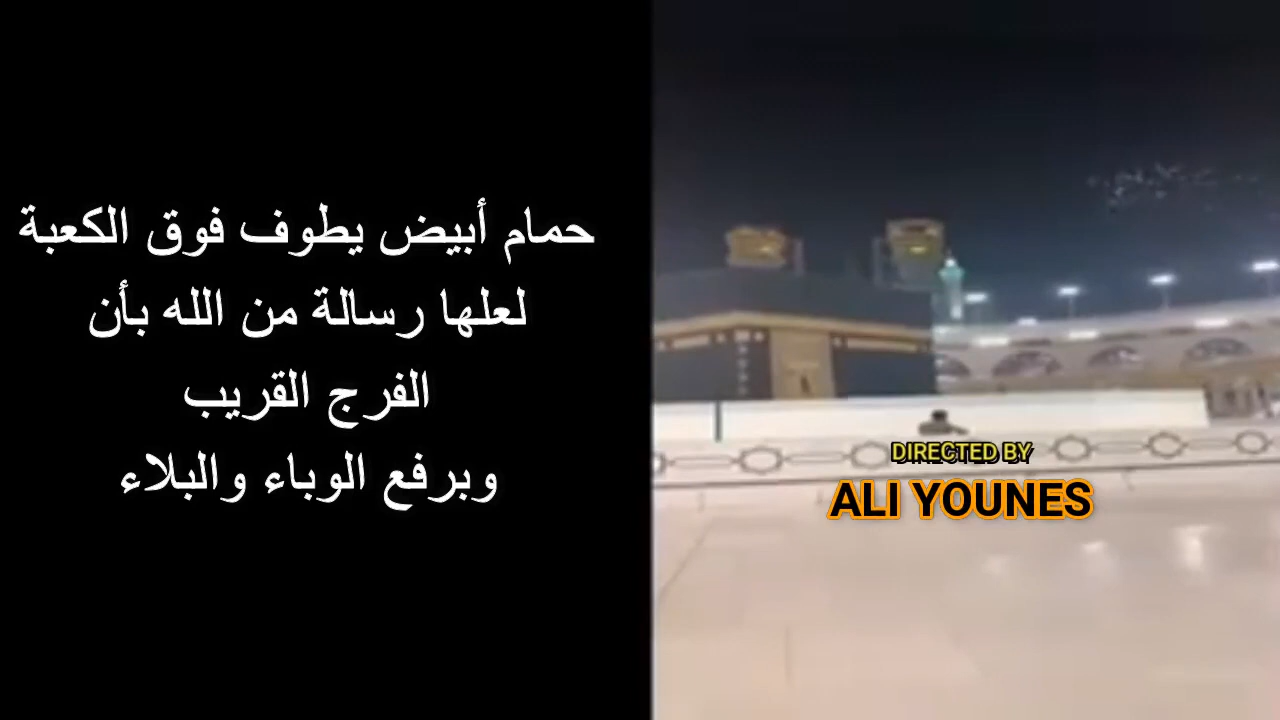 حمام أبيض يطوف فوق الكعبة
لعلها رسالة من الله بأن
الفرج القريب
وبرفع الوباء والبلاء
DIRECTED BY
ALI YOUNES